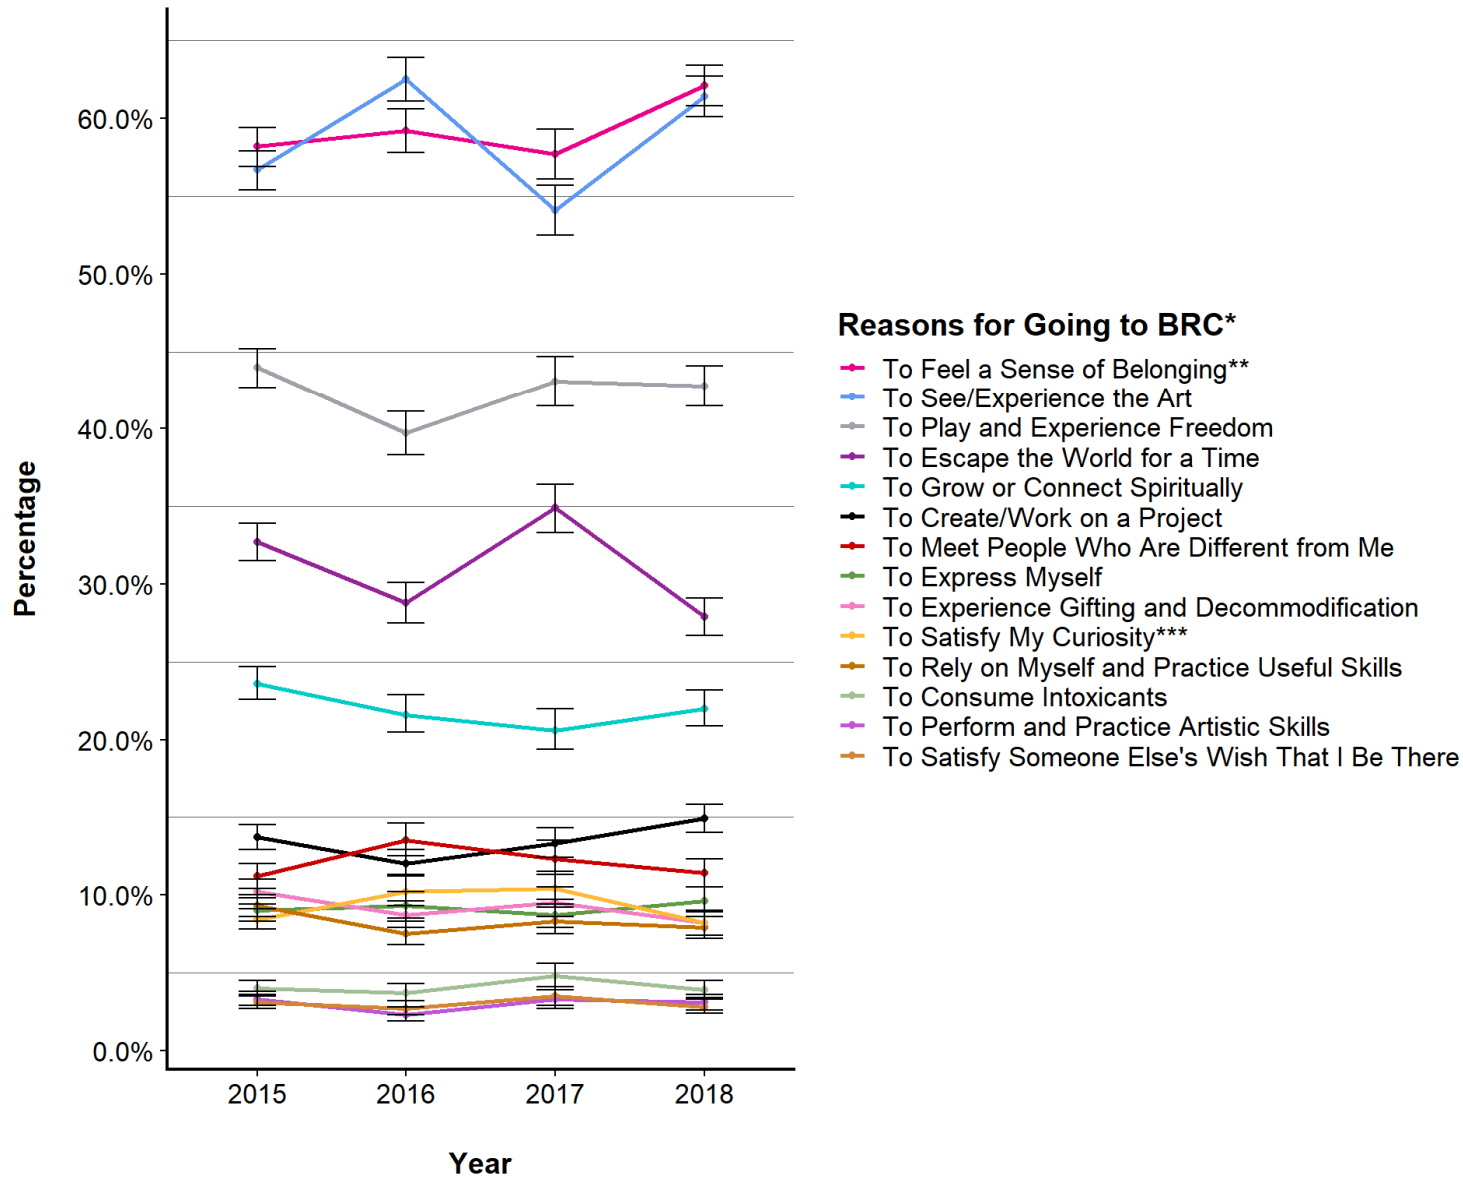 60.0%
50.0%
40.0%
30.0%
20.0%
10.0%
0.0%
Percentage
2015 2016 2017 2018
Year
Reasons for Going to BRC*
To Feel a Sense of Belonging**
To See/Experience the Art
To Play and Experience Freedom
To Escape the World for a Time
To Grow or Connect Spiritually
To Create/Work on a Project
To Meet People Who Are Different from Me
To Express Myself
To Experience Gifting and Decommodification
To Satisfy My Curiosity***
To Rely on Myself and Practice Useful Skills
To Consume Intoxicants
To Perform and Practice Artistic Skills
To Satisfy Someone Else's Wish That I Be There